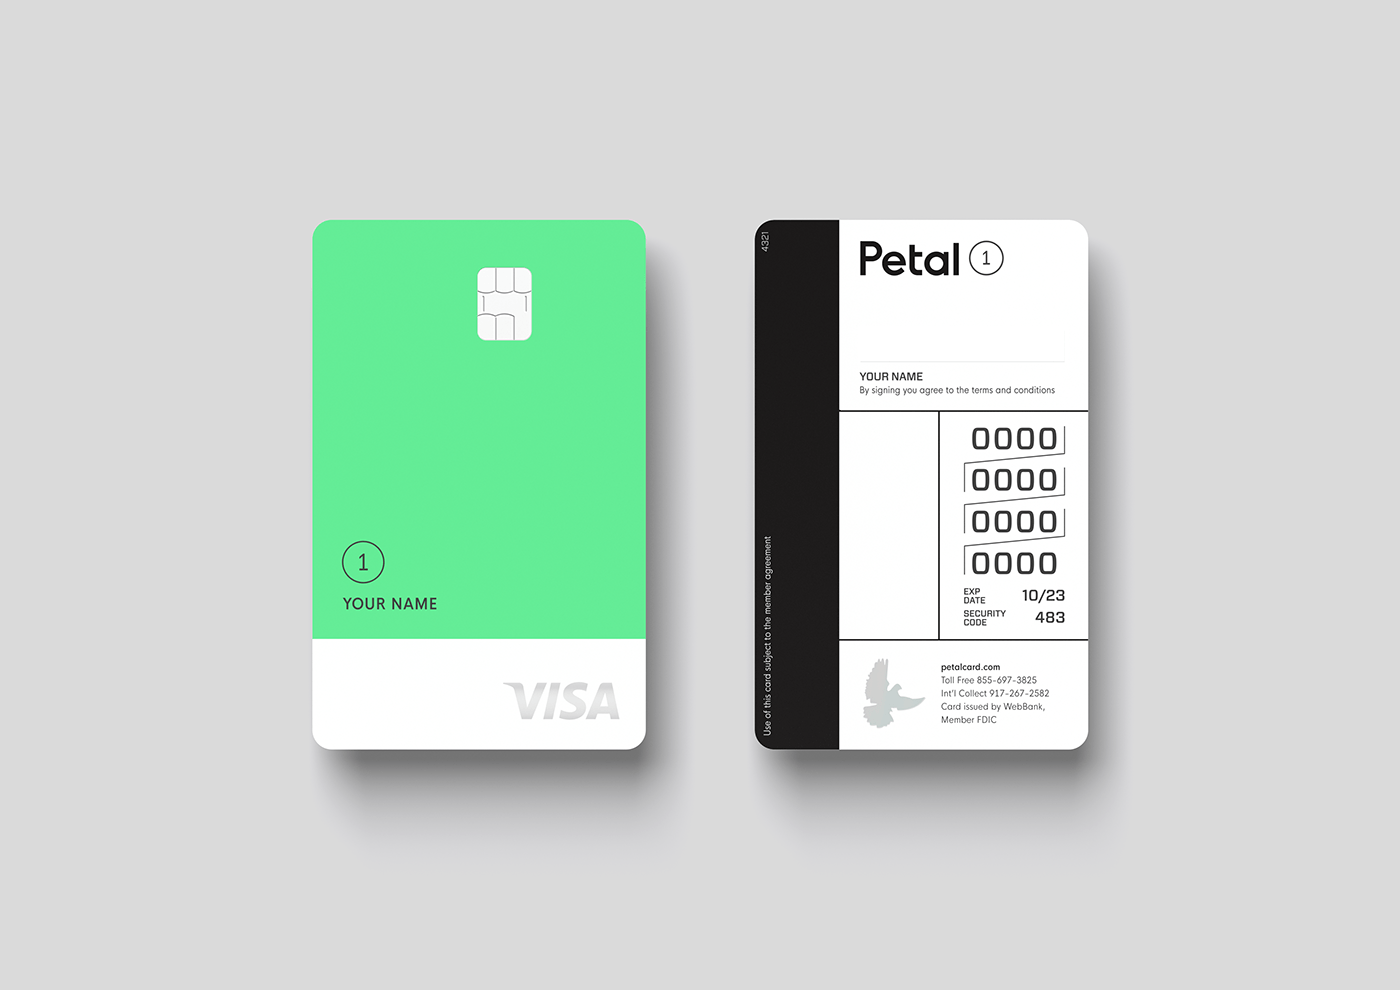 1
YOUR NAME
VISA
4321
Use of this card subject to the member agreement
Petal 1
YOUR NAME
By signing you agree to the terms and conditions
0000
0000
0000
0000
EXP
DATE
10/23
SECURITY
CODE
483
petalcard.com
Toll Free 855-697-3825
Int'l Collect 917-267-2582
Card issued by WebBank,
Member FDIC